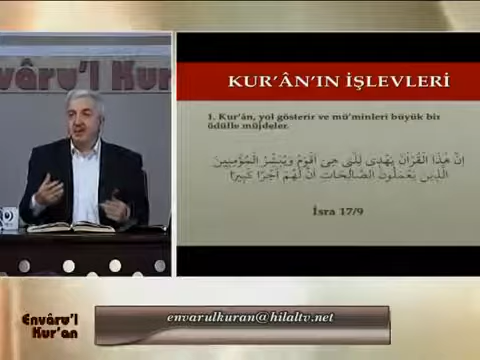 envâru'l Kur
KUR'ÂN'IN İŞLEVLERİ
1. Kur'ân, yol gösterir ve mü'minleri büyük bir
ödülle müjdeler.
اِنَّ هٰذَا الْقُرْاٰنَ يَهْدٖى لِلَّتٖى هِىَ اَقْوَمُ وَيُبَشِّرُ الْمُؤْمِنٖينَ
الَّذٖينَ يَعْمَلُونَ الصَّالِحَاتِ اَنَّ لَهُمْ اَجْرًا كَبٖيرًا
İsra 17/9
Envâru'l
Kur'an
envarulkuran@hilaltv.net